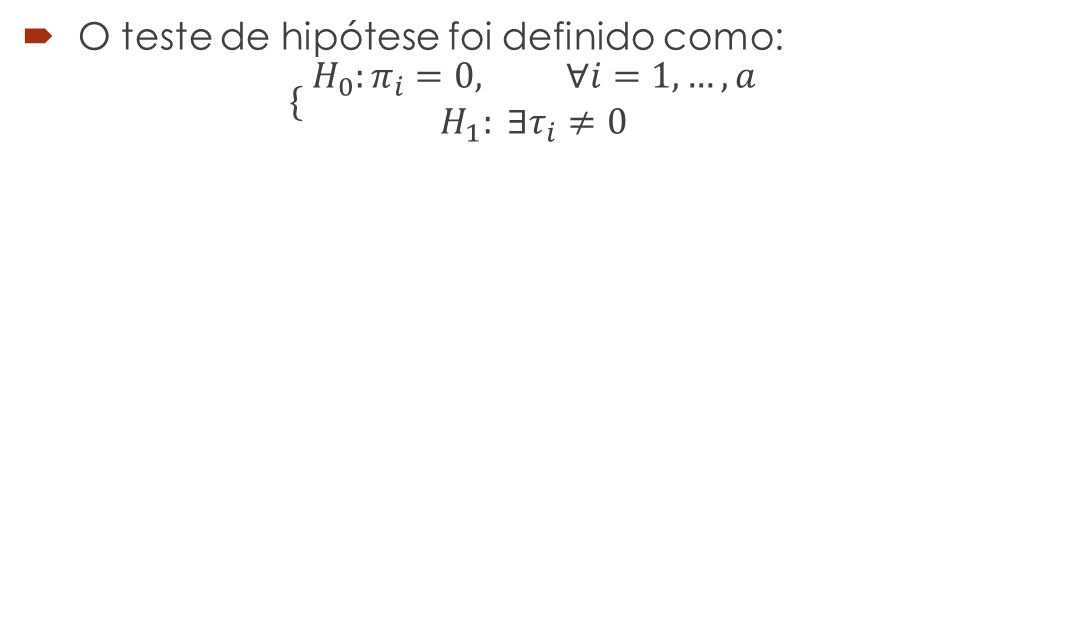 O teste de hipótese foi definido como:
{ H₀: πᵢ = 0, ∀i = 1, … , a
H₁: ∃τᵢ ≠ 0